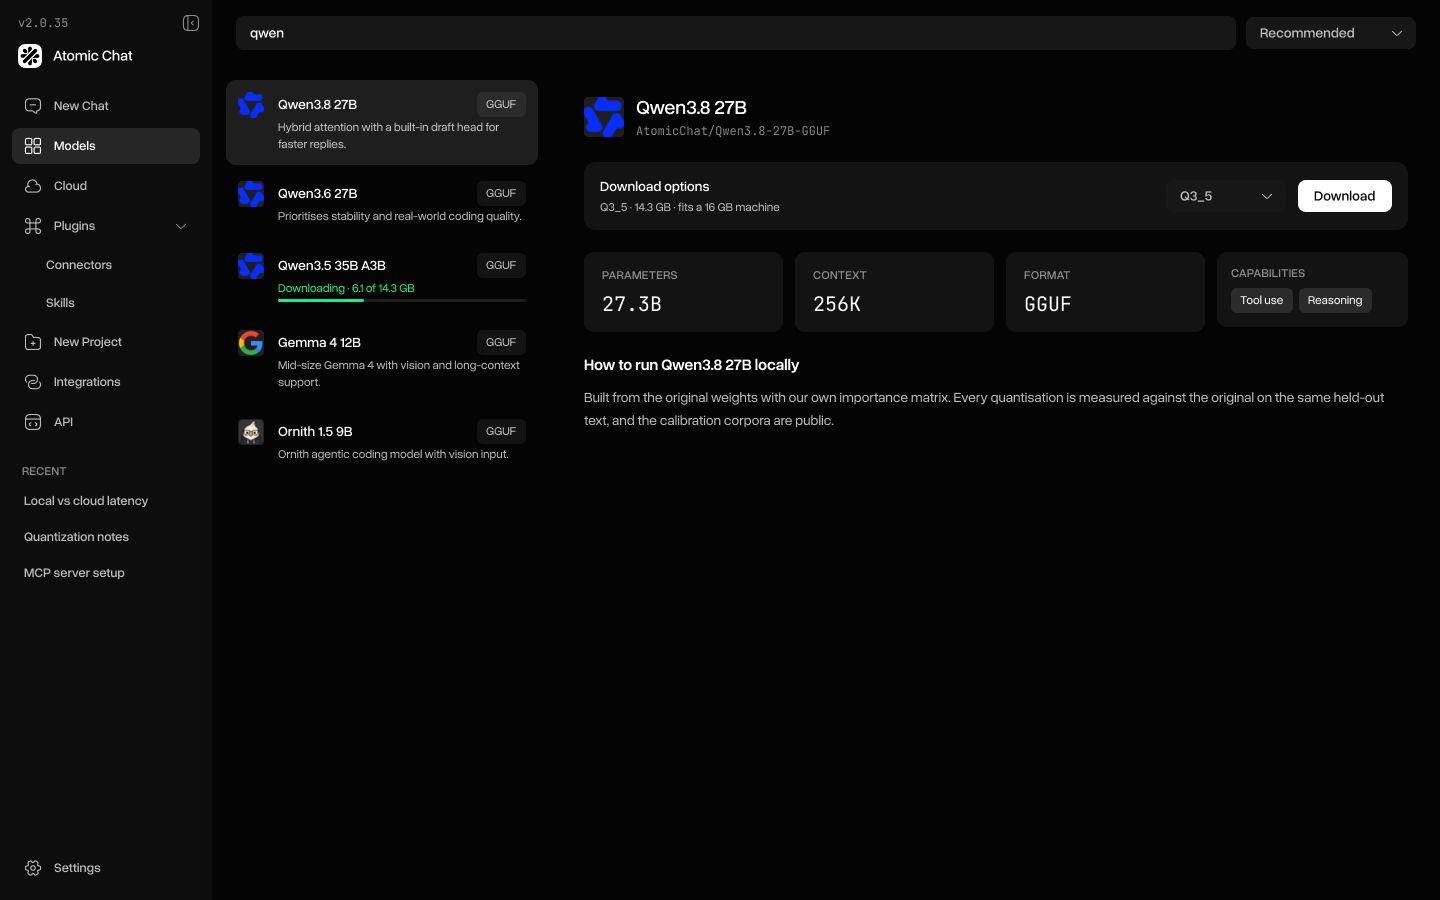 v2.0.35
Atomic Chat
New Chat
Models
Cloud
Plugins
Connectors
Skills
New Project
Integrations
API
RECENT
Local vs cloud latency
Quantization notes
MCP server setup
Settings
qwen
Recommended
Qwen3.8 27B
GGUF
Hybrid attention with a built-in draft head for
faster replies.
Qwen3.6 27B
GGUF
Prioritises stability and real-world coding quality.
Qwen3.5 35B A3B
GGUF
Downloading · 6.1 of 14.3 GB
Gemma 4 12B
GGUF
Mid-size Gemma 4 with vision and long-context
support.
Ornith 1.5 9B
GGUF
Ornith agentic coding model with vision input.
Qwen3.8 27B
AtomicChat/Qwen3.8-27B-GGUF
Download options
Q3_5 · 14.3 GB · fits a 16 GB machine
Q3_5
Download
PARAMETERS
27.3B
CONTEXT
256K
FORMAT
GGUF
CAPABILITIES
Tool use
Reasoning
How to run Qwen3.8 27B locally
Built from the original weights with our own importance matrix. Every quantisation is measured against the original on the same held-out
text, and the calibration corpora are public.